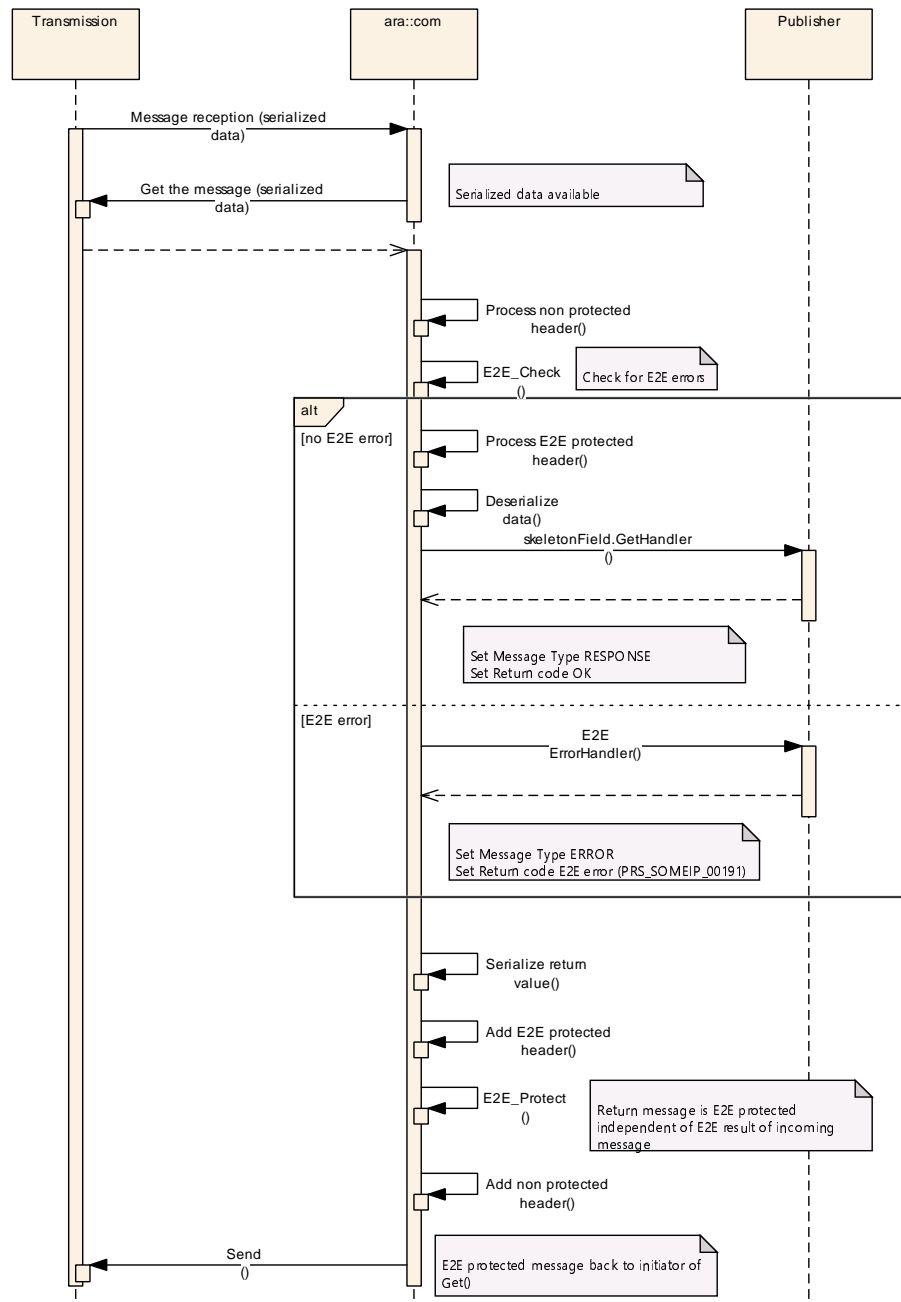 Transmission
ara::com
Publisher
Message reception (serialized
data)
Serialized data available
Get the message (serialized
data)
Process non protected
header()
E2E_Check
()
Check for E2E errors
alt
[no E2E error]
Process E2E protected
header()
Deserialize
data()
skeletonField.GetHandler
()
Set Message Type RESPONSE
Set Return code OK
[E2E error]
E2E
ErrorHandler()
Set Message Type ERROR
Set Return code E2E error (PRS_SOMEIP_00191)
Serialize return
value()
Add E2E protected
header()
E2E_Protect
()
Return message is E2E protected
independent of E2E result of incoming
message
Add non protected
header()
Send
()
E2E protected message back to initiator of
Get()